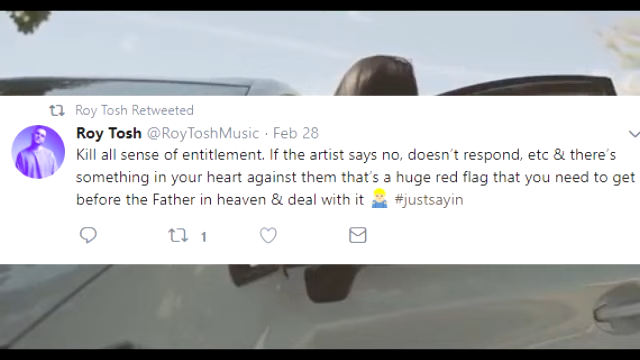 Roy Tosh Retweeted
Roy Tosh @RoyToshMusic · Feb 28
Kill all sense of entitlement. If the artist says no, doesn't respond, etc & there's
something in your heart against them that's a huge red flag that you need to get
before the Father in heaven & deal with it 🤷🏼‍♂️ #justsayin
1